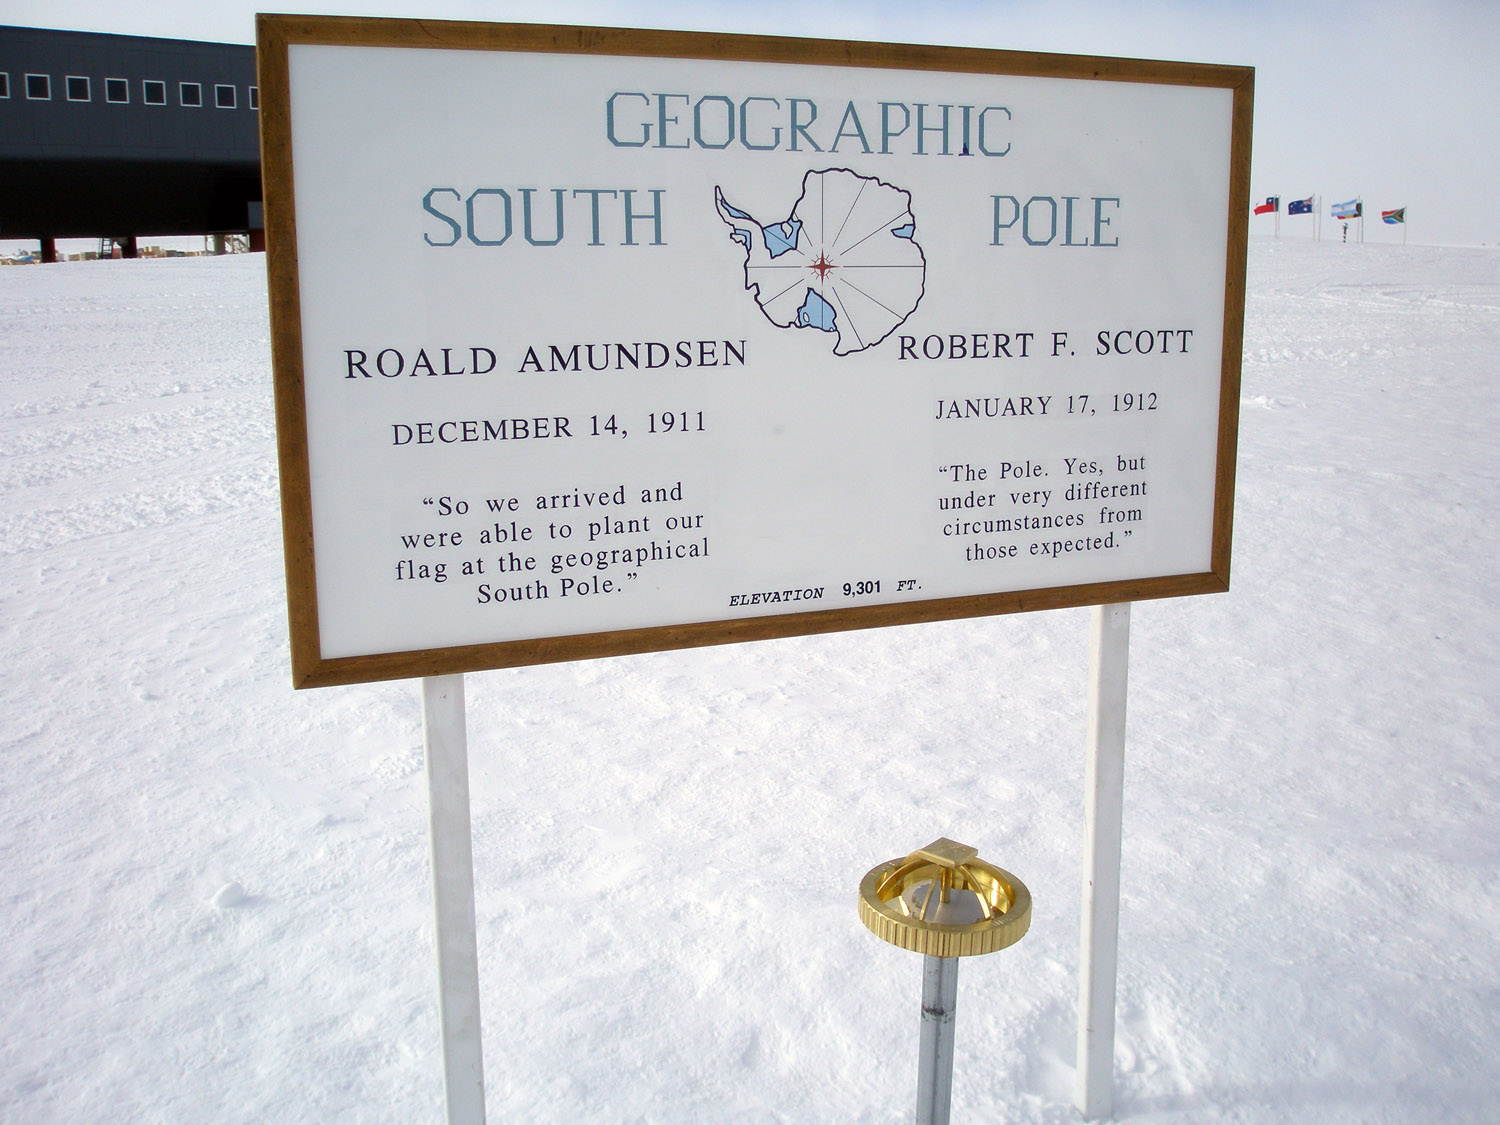 GEOGRAPHIC
SOUTH POLE
ROALD AMUNDSEN
DECEMBER 14, 1911
“So we arrived and
were able to plant our
flag at the geographical
South Pole.”
ROBERT F. SCOTT
JANUARY 17, 1912
“The Pole. Yes, but
under very different
circumstances from
those expected.”
ELEVATION 9,301 FT.